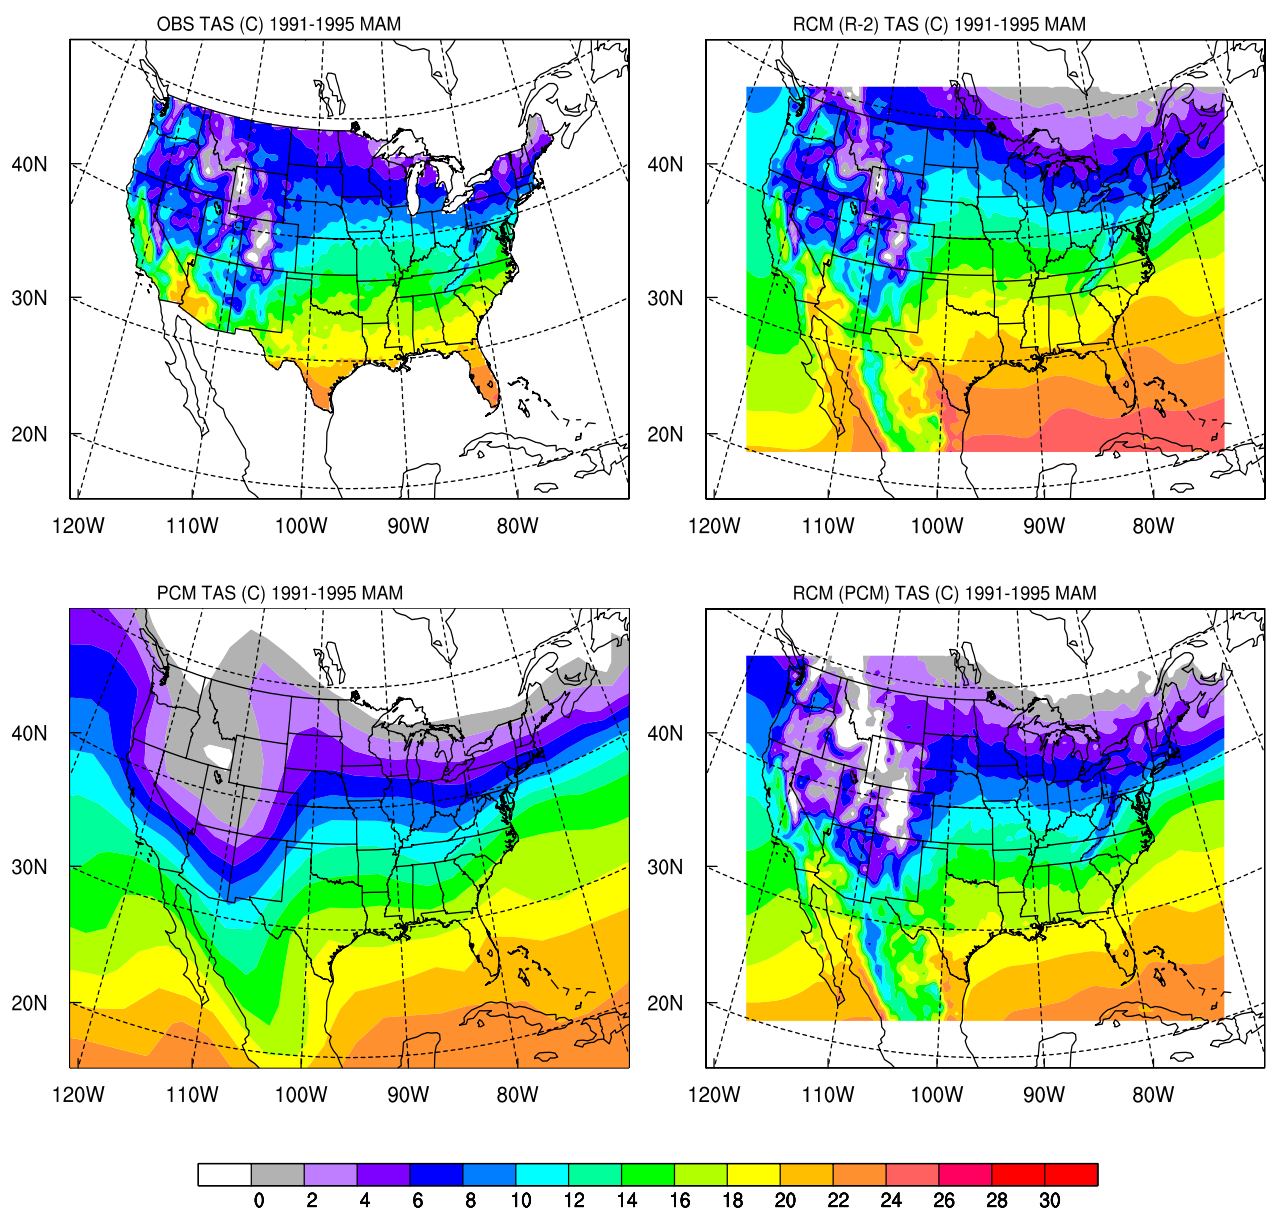 OBS TAS (C) 1991-1995 MAM
RCM (R-2) TAS (C) 1991-1995 MAM
40N
30N
20N
120W 110W 100W 90W 80W
40N
30N
20N
120W 110W 100W 90W 80W
PCM TAS (C) 1991-1995 MAM
RCM (PCM) TAS (C) 1991-1995 MAM
40N
30N
20N
120W 110W 100W 90W 80W
40N
30N
20N
120W 110W 100W 90W 80W
0 2 4 6 8 10 12 14 16 18 20 22 24 26 28 30